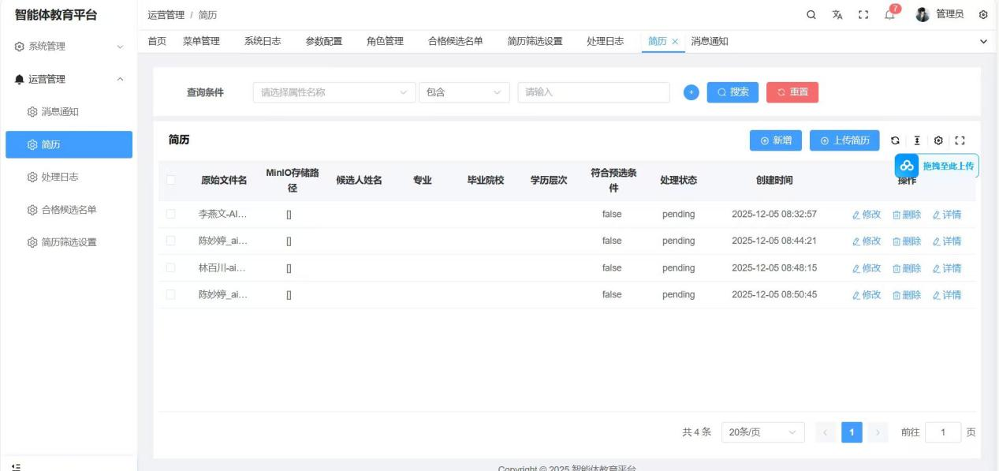 智能体教育平台
运营管理 / 简历
7
管理员
首页 菜单管理 系统日志 参数配置 角色管理 合格候选名单 简历筛选设置 处理日志 简历 × 消息通知
系统管理
运营管理
消息通知
简历
处理日志
合格候选名单
简历筛选设置
查询条件 请选择属性名称 包含 请输入 + 搜索 重置
简历
新增 上传简历
拖拽至此上传
原始文件名 MinIO存储路径 候选人姓名 专业 毕业院校 学历层次 符合预选条件 处理状态 创建时间 操作
李燕文-AI... [] false pending 2025-12-05 08:32:57 修改 删除 详情
陈妙婷_ai... [] false pending 2025-12-05 08:44:21 修改 删除 详情
林百川-ai... [] false pending 2025-12-05 08:48:15 修改 删除 详情
陈妙婷_ai... [] false pending 2025-12-05 08:50:45 修改 删除 详情
共 4 条 20条/页 < 1 > 前往 1 页
Copyright © 2025 智能体教育平台